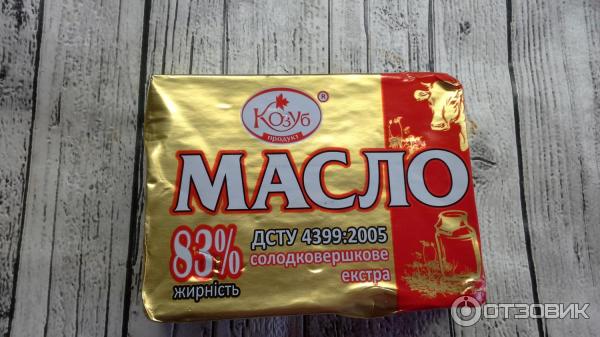 Козуб
®
продукт
МАСЛО
83%
жирність
ДСТУ 4399:2005
солодковершкове
екстра
ОТЗОВИК